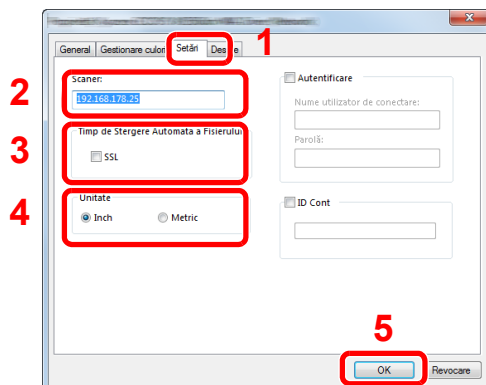 General
Gestionare culori
Setări
1
2
Scaner:
192.168.178.25
3
Timp de Stergere Automata a Fisierului
SSL
4
Unitate
Inch
Metric
Autentificare
Nume utilizator de conectare:
Parolă:
ID Cont
5
OK
Revocare